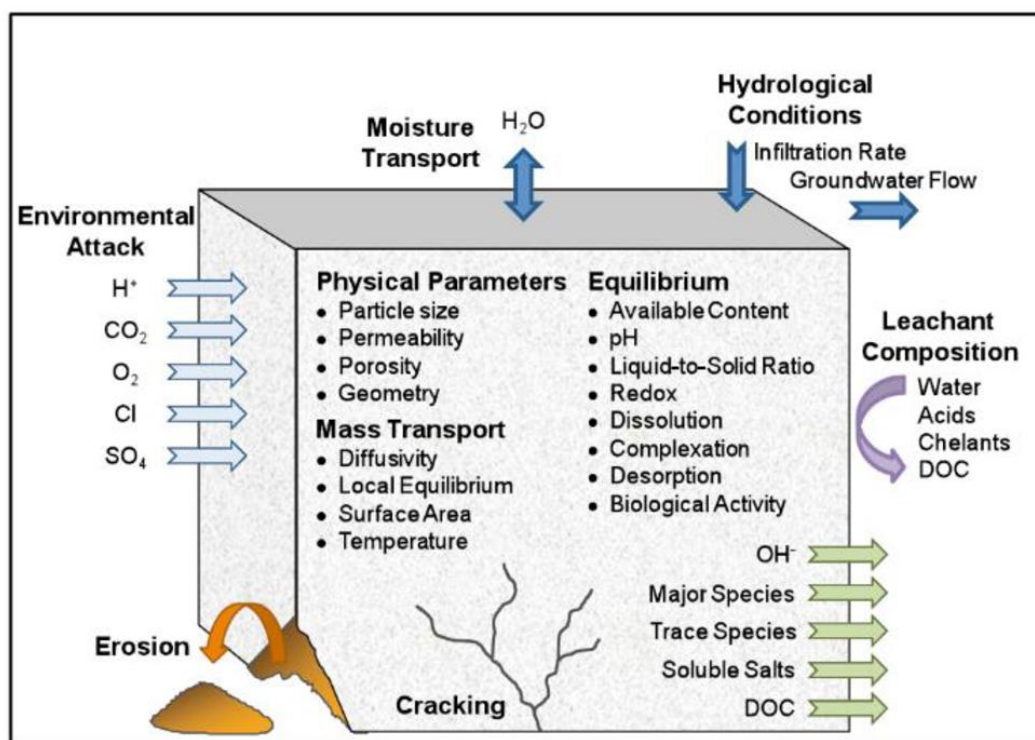 Hydrological
Conditions
Infiltration Rate
Groundwater Flow
Moisture
Transport
H₂O
Environmental
Attack
H⁺
CO₂
O₂
Cl
SO₄
Physical Parameters
• Particle size
• Permeability
• Porosity
• Geometry
Mass Transport
• Diffusivity
• Local Equilibrium
• Surface Area
• Temperature
Equilibrium
• Available Content
• pH
• Liquid-to-Solid Ratio
• Redox
• Dissolution
• Complexation
• Desorption
• Biological Activity
Leachant
Composition
Water
Acids
Chelants
DOC
OH⁻
Major Species
Trace Species
Soluble Salts
DOC
Erosion
Cracking